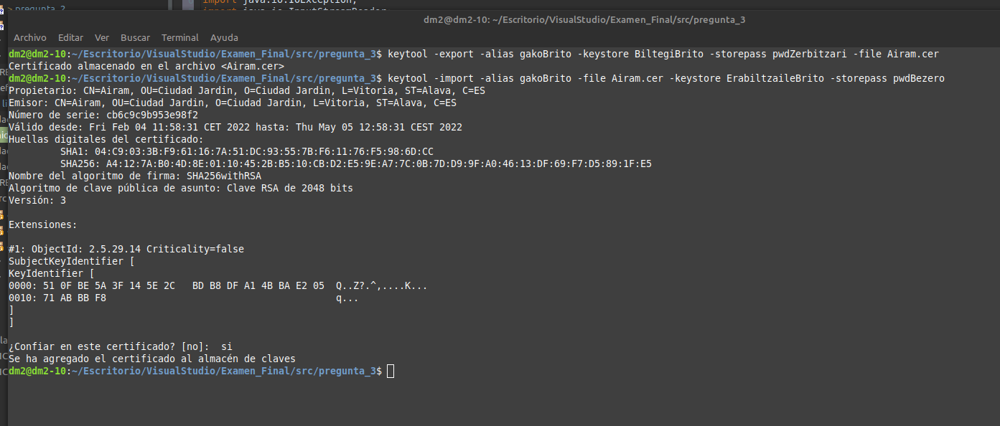 > pregunta_2
import java.io.IOException;
import java.io.InputStreamReader
dm2@dm2-10: ~/Escritorio/VisualStudio/Examen_Final/src/pregunta_3
Archivo Editar Ver Buscar Terminal Ayuda
dm2@dm2-10:~/Escritorio/VisualStudio/Examen_Final/src/pregunta_3$ keytool -export -alias gakoBrito -keystore BiltegiBrito -storepass pwdZerbitzari -file Airam.cer
Certificado almacenado en el archivo <Airam.cer>
dm2@dm2-10:~/Escritorio/VisualStudio/Examen_Final/src/pregunta_3$ keytool -import -alias gakoBrito -file Airam.cer -keystore ErabiltzaileBrito -storepass pwdBezero
Propietario: CN=Airam, OU=Ciudad Jardin, O=Ciudad Jardin, L=Vitoria, ST=Alava, C=ES
Emisor: CN=Airam, OU=Ciudad Jardin, O=Ciudad Jardin, L=Vitoria, ST=Alava, C=ES
Número de serie: cb6c9c9b953e98f2
Válido desde: Fri Feb 04 11:58:31 CET 2022 hasta: Thu May 05 12:58:31 CEST 2022
Huellas digitales del certificado:
SHA1: 04:C9:03:3B:F9:61:16:7A:51:DC:93:55:7B:F6:11:76:F5:98:6D:CC
SHA256: A4:12:7A:B0:4D:8E:01:10:45:2B:B5:10:CB:D2:E5:9E:A7:7C:0B:7D:D9:9F:A0:46:13:DF:69:F7:D5:89:1F:E5
Nombre del algoritmo de firma: SHA256withRSA
Algoritmo de clave pública de asunto: Clave RSA de 2048 bits
Versión: 3
Extensiones:
#1: ObjectId: 2.5.29.14 Criticality=false
SubjectKeyIdentifier [
KeyIdentifier [
0000: 51 0F BE 5A 3F 14 5E 2C   BD B8 DF A1 4B BA E2 05  Q..Z?.^,....K...
0010: 71 AB BB F8                                        q...
]
]
¿Confiar en este certificado? [no]:  si
Se ha agregado el certificado al almacén de claves
dm2@dm2-10:~/Escritorio/VisualStudio/Examen_Final/src/pregunta_3$